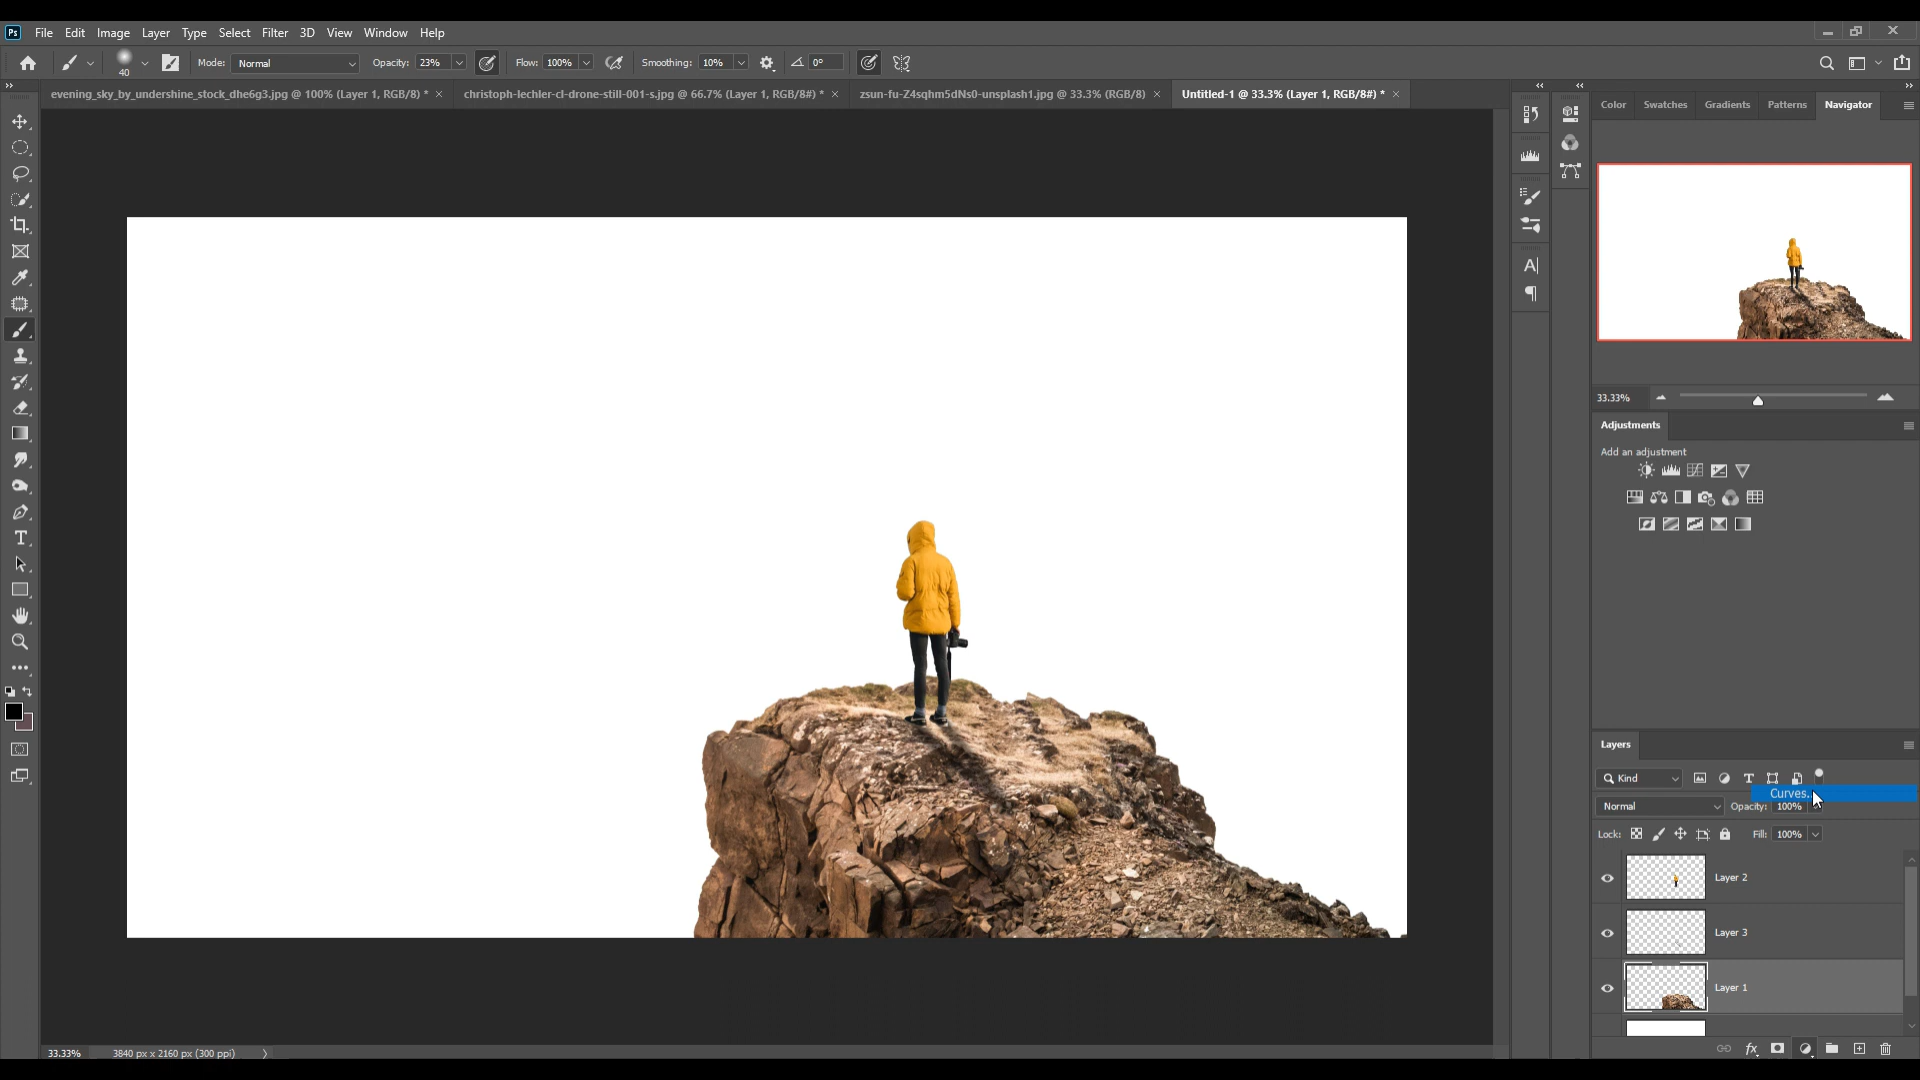 Ps File Edit Image Layer Type Select Filter 3D View Window Help
40 Mode: Normal Opacity: 23% Flow: 100% Smoothing: 10% 0°
evening_sky_by_undershine_stock_dhe6g3.jpg @ 100% (Layer 1, RGB/8) * christoph-lechler-cl-drone-still-001-s.jpg @ 66.7% (Layer 1, RGB/8#) * zsun-fu-Z4sqhm5dNs0-unsplash1.jpg @ 33.3% (RGB/8) Untitled-1 @ 33.3% (Layer 1, RGB/8#) *
Color Swatches Gradients Patterns Navigator
33.33%
Adjustments
Add an adjustment
Layers
Kind
Curves...
Normal Opacity: 100%
Lock: Fill: 100%
Layer 2
Layer 3
Layer 1
33.33% 3840 px x 2160 px (300 ppi)